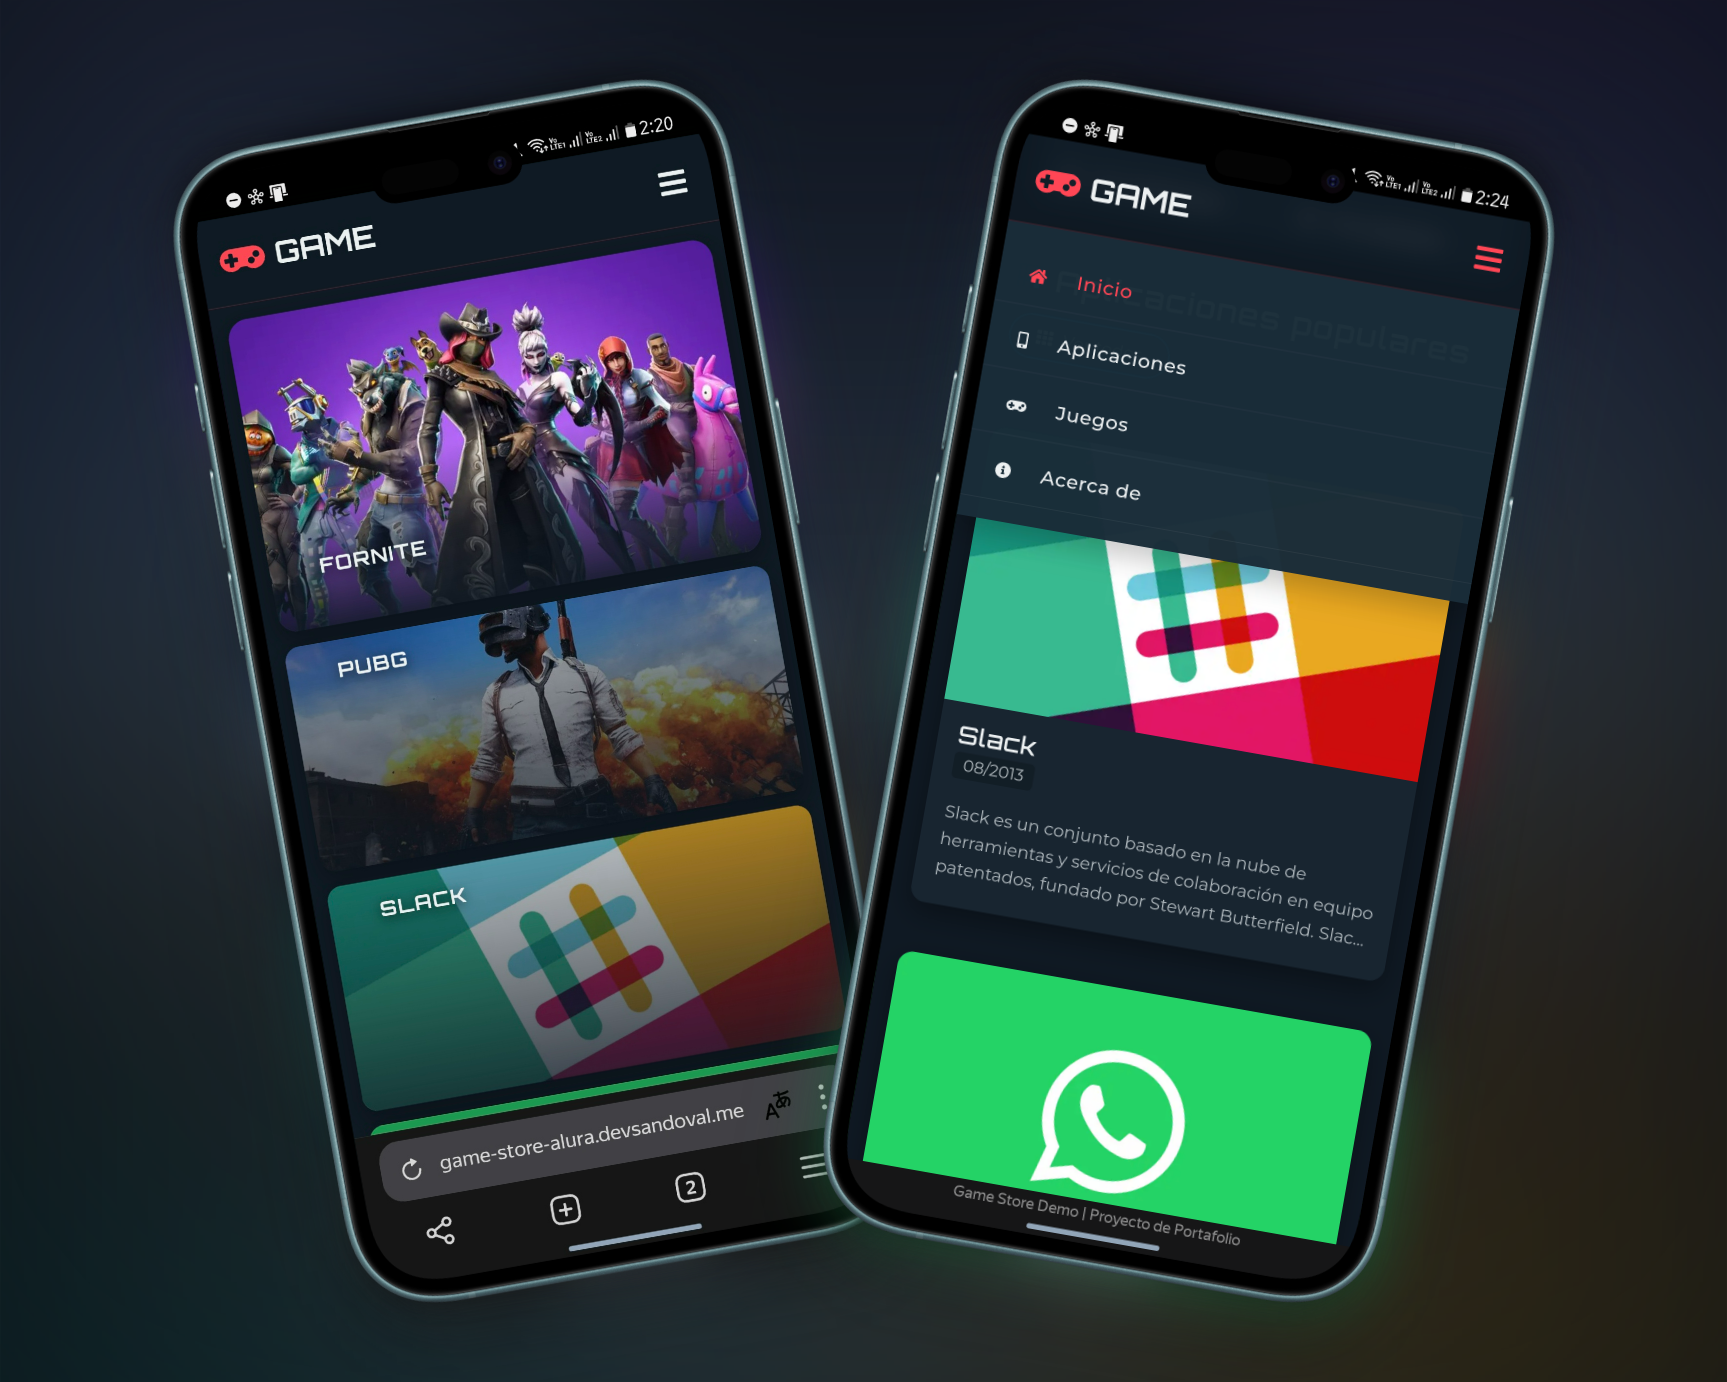 2:20
GAME
FORNITE
PUBG
SLACK
game-store-alura.devsandoval.me
2
2:24
GAME
Inicio
Aplicaciones populares
Aplicaciones
Juegos
Acerca de
Slack
08/2013
Slack es un conjunto basado en la nube de
herramientas y servicios de colaboración en equipo
patentados, fundado por Stewart Butterfield. Slac...
Game Store Demo | Proyecto de Portafolio